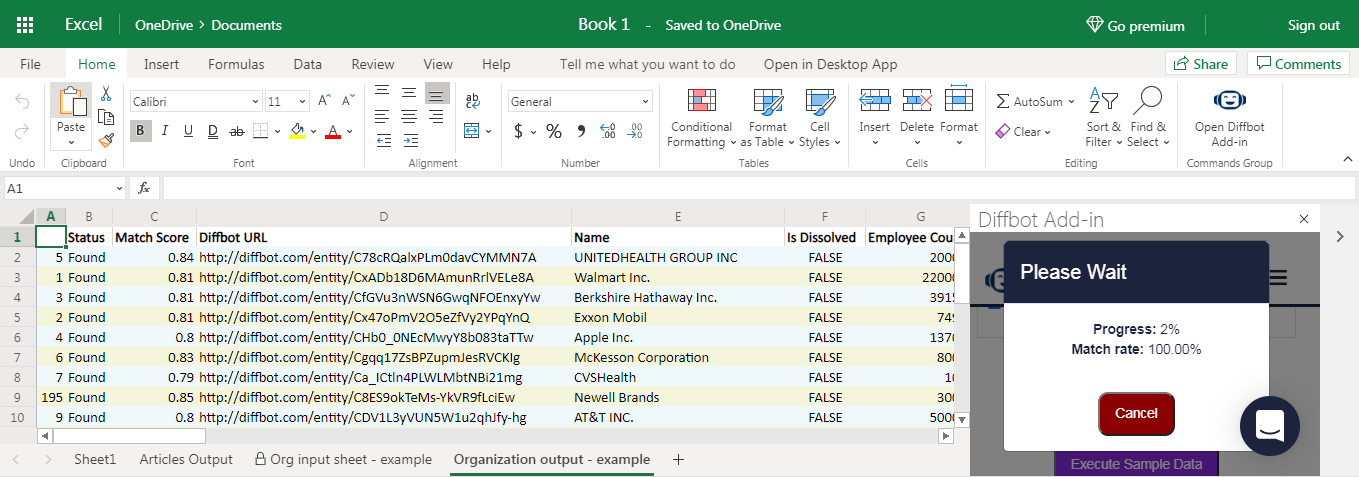 Excel OneDrive > Documents Book 1 - Saved to OneDrive Go premium Sign out
File Home Insert Formulas Data Review View Help Tell me what you want to do Open in Desktop App Share Comments
Paste Calibri 11 A^ A˅ ab c General AutoSum
B I U D ab A $ % , .00 Conditional Formatting Format as Table Cell Styles Insert Delete Format Clear Sort & Filter Find & Select Open Diffbot Add-in
Undo Clipboard Font Alignment Number Tables Cells Editing Commands Group
A1 fx
A B C D E F G Diffbot Add-in ×
1 Status Match Score Diffbot URL Name Is Dissolved Employee Cou
2 5 Found 0.84 http://diffbot.com/entity/C78cRQalxPLm0davCYMMN7A UNITEDHEALTH GROUP INC FALSE 2000
3 1 Found 0.81 http://diffbot.com/entity/CxADb18D6MAmunRrlVELe8A Walmart Inc. FALSE 22000
4 3 Found 0.81 http://diffbot.com/entity/CfGVu3nWSN6GwqNFOEnxyYw Berkshire Hathaway Inc. FALSE 3915
5 2 Found 0.81 http://diffbot.com/entity/Cx47oPmV2O5eZfVy2YPqYnQ Exxon Mobil FALSE 749
6 4 Found 0.8 http://diffbot.com/entity/CHb0_0NEcMwyY8b083taTTw Apple Inc. FALSE 1370
7 6 Found 0.83 http://diffbot.com/entity/Cgqq17ZsBPZupmJesRVCKIg McKesson Corporation FALSE 800
8 7 Found 0.79 http://diffbot.com/entity/Ca_ICtln4PLWLMbtNBi21mg CVSHealth FALSE 10
9 195 Found 0.85 http://diffbot.com/entity/C8ES9okTeMs-YkVR9fLciEw Newell Brands FALSE 300
10 9 Found 0.8 http://diffbot.com/entity/CDV1L3yVUN5W1u2qhJfy-hg AT&T INC. FALSE 5000
Please Wait
Progress: 2%
Match rate: 100.00%
Cancel
Execute Sample Data
Sheet1 Articles Output Org input sheet - example Organization output - example +